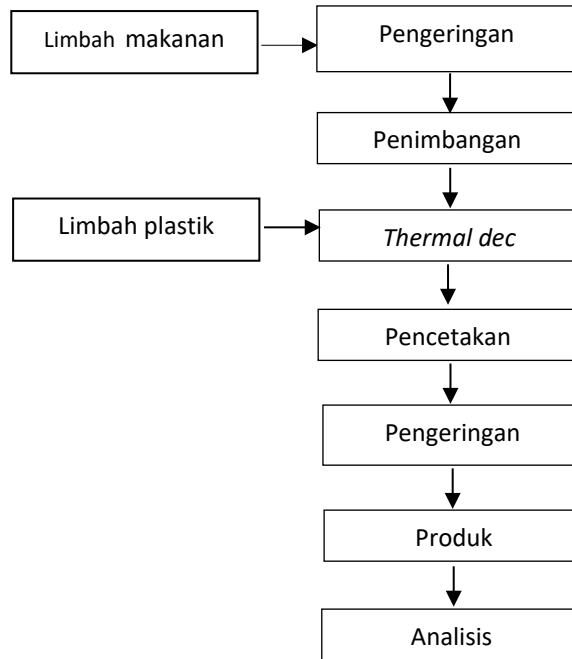 Limbah makanan
Pengeringan
Penimbangan
Limbah plastik
Thermal dec
Pencetakan
Pengeringan
Produk
Analisis